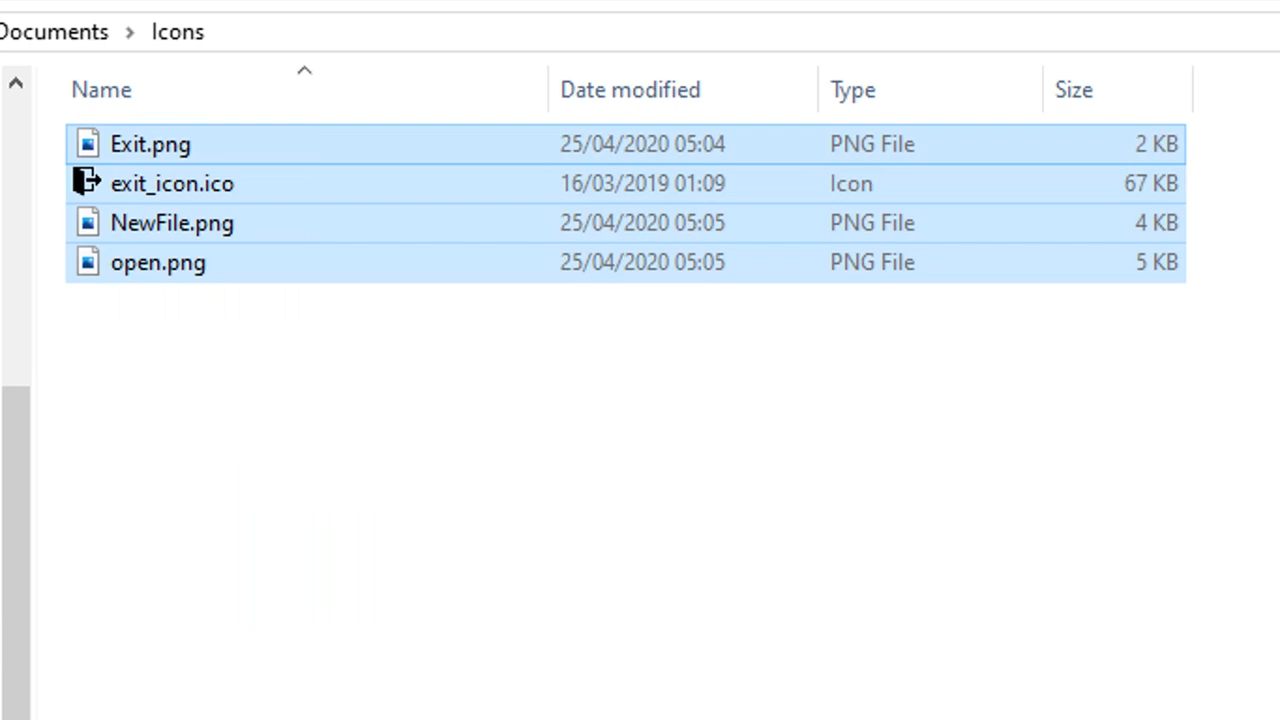 Documents > Icons
Name Date modified Type Size
Exit.png 25/04/2020 05:04 PNG File 2 KB
exit_icon.ico 16/03/2019 01:09 Icon 67 KB
NewFile.png 25/04/2020 05:05 PNG File 4 KB
open.png 25/04/2020 05:05 PNG File 5 KB